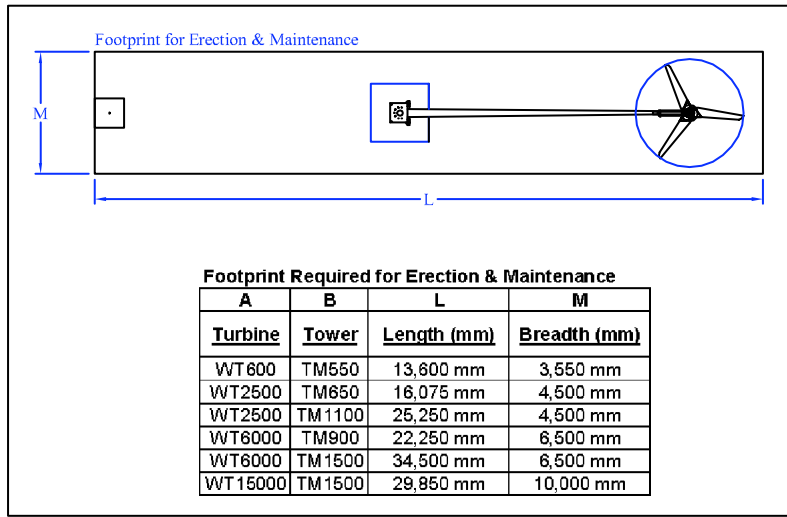 Footprint for Erection & Maintenance
M
L
Footprint Required for Erection & Maintenance
A B L M
Turbine Tower Length (mm) Breadth (mm)
WT600 TM550 13,600 mm 3,550 mm
WT2500 TM650 16,075 mm 4,500 mm
WT2500 TM1100 25,250 mm 4,500 mm
WT6000 TM900 22,250 mm 6,500 mm
WT6000 TM1500 34,500 mm 6,500 mm
WT15000 TM1500 29,850 mm 10,000 mm